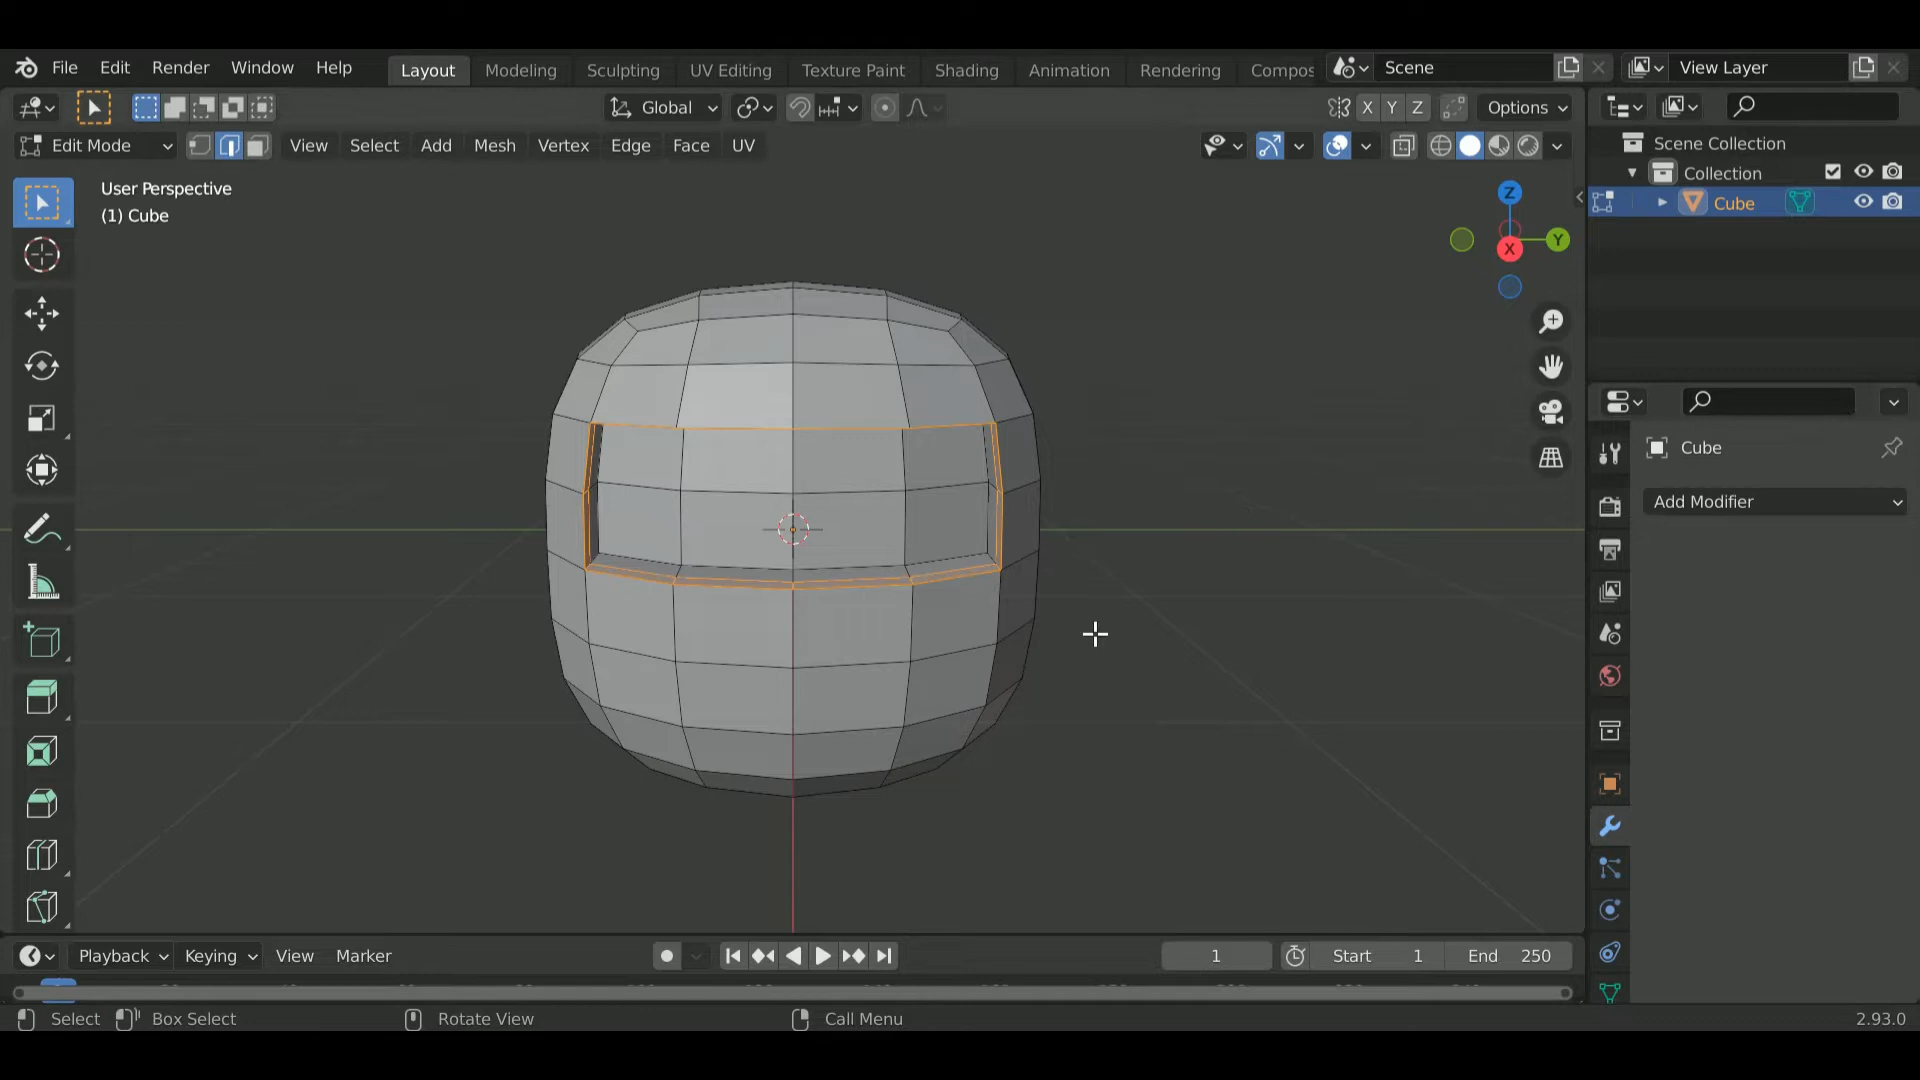 File Edit Render Window Help Layout Modeling Sculpting UV Editing Texture Paint Shading Animation Rendering Compos Scene View Layer
Global X Y Z Options
Edit Mode View Select Add Mesh Vertex Edge Face UV
User Perspective
(1) Cube
Z
Y
X
Scene Collection
Collection
Cube
Cube
Add Modifier
Playback Keying View Marker 1 Start 1 End 250
Select Box Select Rotate View Call Menu 2.93.0